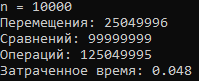 n = 10000
Перемещения: 25049996
Сравнений: 99999999
Операций: 125049995
Затраченное время: 0.048